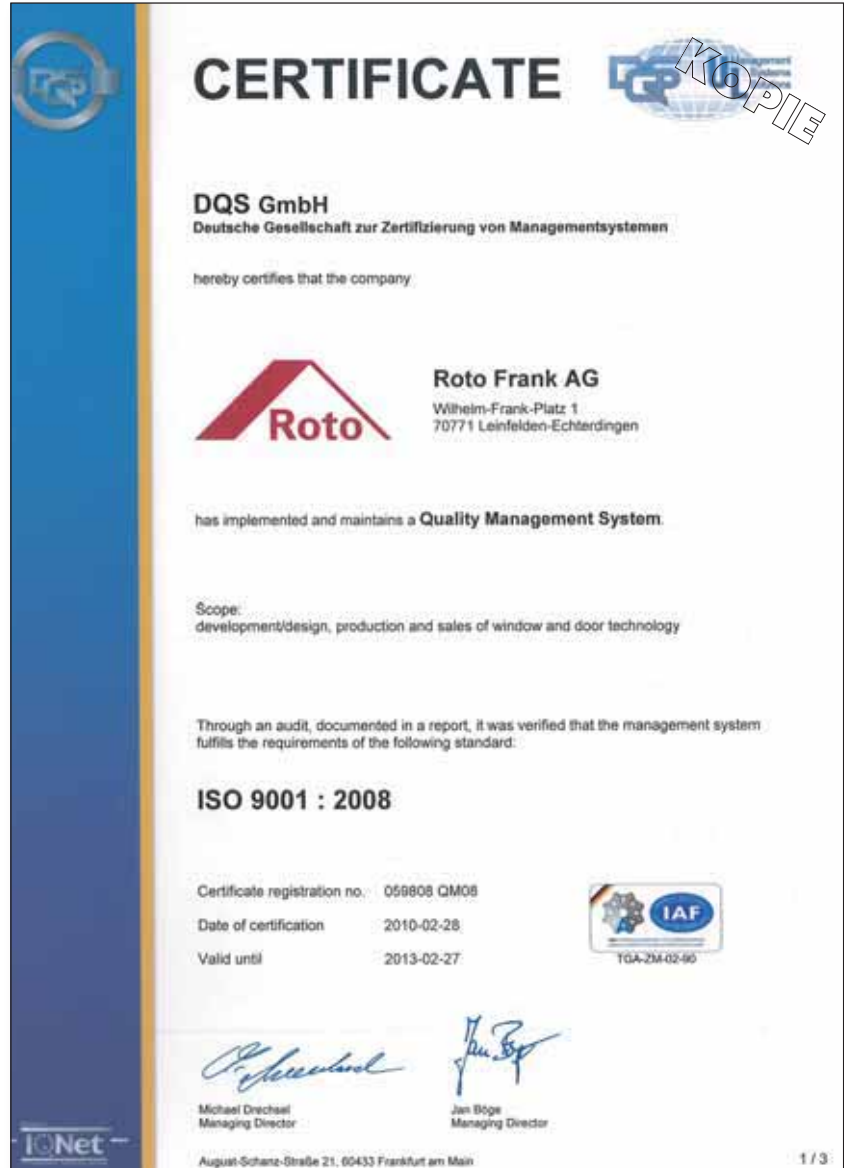 CERTIFICATE
KOPIE
DQS
DQS GmbH
Deutsche Gesellschaft zur Zertifizierung von Managementsystemen
hereby certifies that the company
Roto
Roto Frank AG
Wilhelm-Frank-Platz 1
70771 Leinfelden-Echterdingen
has implemented and maintains a Quality Management System.
Scope:
development/design, production and sales of window and door technology
Through an audit, documented in a report, it was verified that the management system
fulfills the requirements of the following standard:
ISO 9001 : 2008
Certificate registration no. 059808 QM08
Date of certification 2010-02-28
Valid until 2013-02-27
IAF
TGA-ZM-02-90
Michael Drechsel
Managing Director
Jan Böge
Managing Director
IQNet
August-Schanz-Straße 21, 60433 Frankfurt am Main
1 / 3